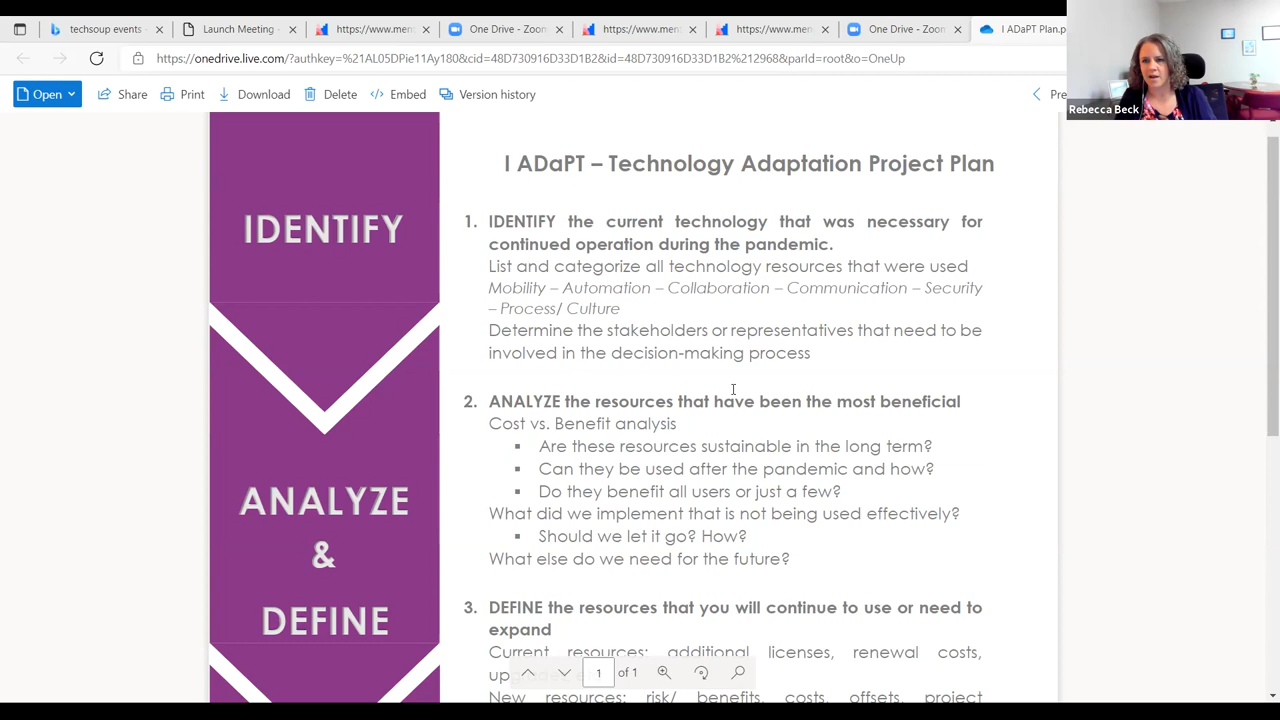 techsoup events
Launch Meeting -
https://www.men
One Drive - Zoom
https://www.men
https://www.men
One Drive - Zoom
I ADaPT Plan.p
https://onedrive.live.com/?authkey=%21AL05DPie11Ay18I&cid=48D730916D33D1B2&id=48D730916D33D1B2%212968&parId=root&o=OneUp
Open
Share
Print
Download
Delete
Embed
Version history
Pre
Rebecca Beck
IDENTIFY
ANALYZE
&
DEFINE
I ADaPT – Technology Adaptation Project Plan
1. IDENTIFY the current technology that was necessary for
continued operation during the pandemic.
List and categorize all technology resources that were used
Mobility – Automation – Collaboration – Communication – Security
– Process/ Culture
Determine the stakeholders or representatives that need to be
involved in the decision-making process
2. ANALYZE the resources that have been the most beneficial
Cost vs. Benefit analysis
▪ Are these resources sustainable in the long term?
▪ Can they be used after the pandemic and how?
▪ Do they benefit all users or just a few?
What did we implement that is not being used effectively?
▪ Should we let it go? How?
What else do we need for the future?
3. DEFINE the resources that you will continue to use or need to
expand
Current resources: additional licenses, renewal costs,
New resources: risk/ benefits, costs, offsets, project
1 of 1